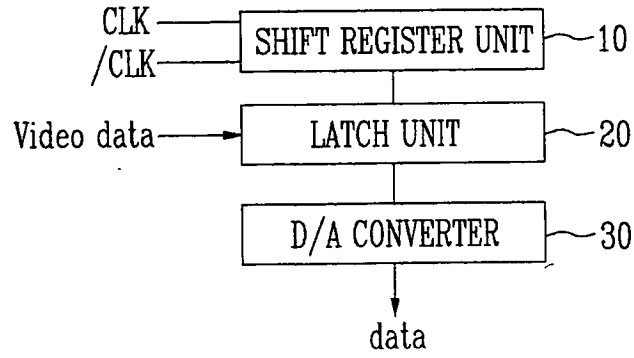 CLK
/CLK
SHIFT REGISTER UNIT
10
Video data
LATCH UNIT
20
D/A CONVERTER
30
data